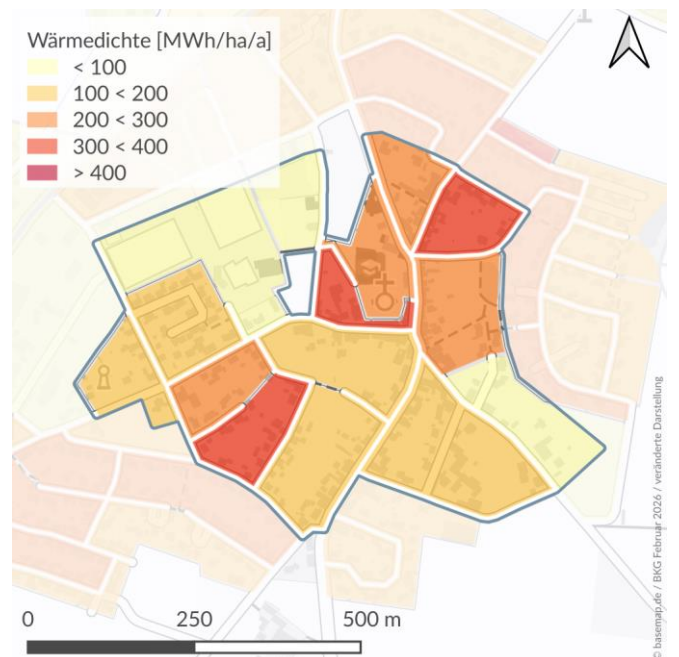 Wärmedichte [MWh/ha/a]
< 100
100 < 200
200 < 300
300 < 400
> 400
0 250 500 m
© basemap.de / BKG Februar 2026 / veränderte Darstellung